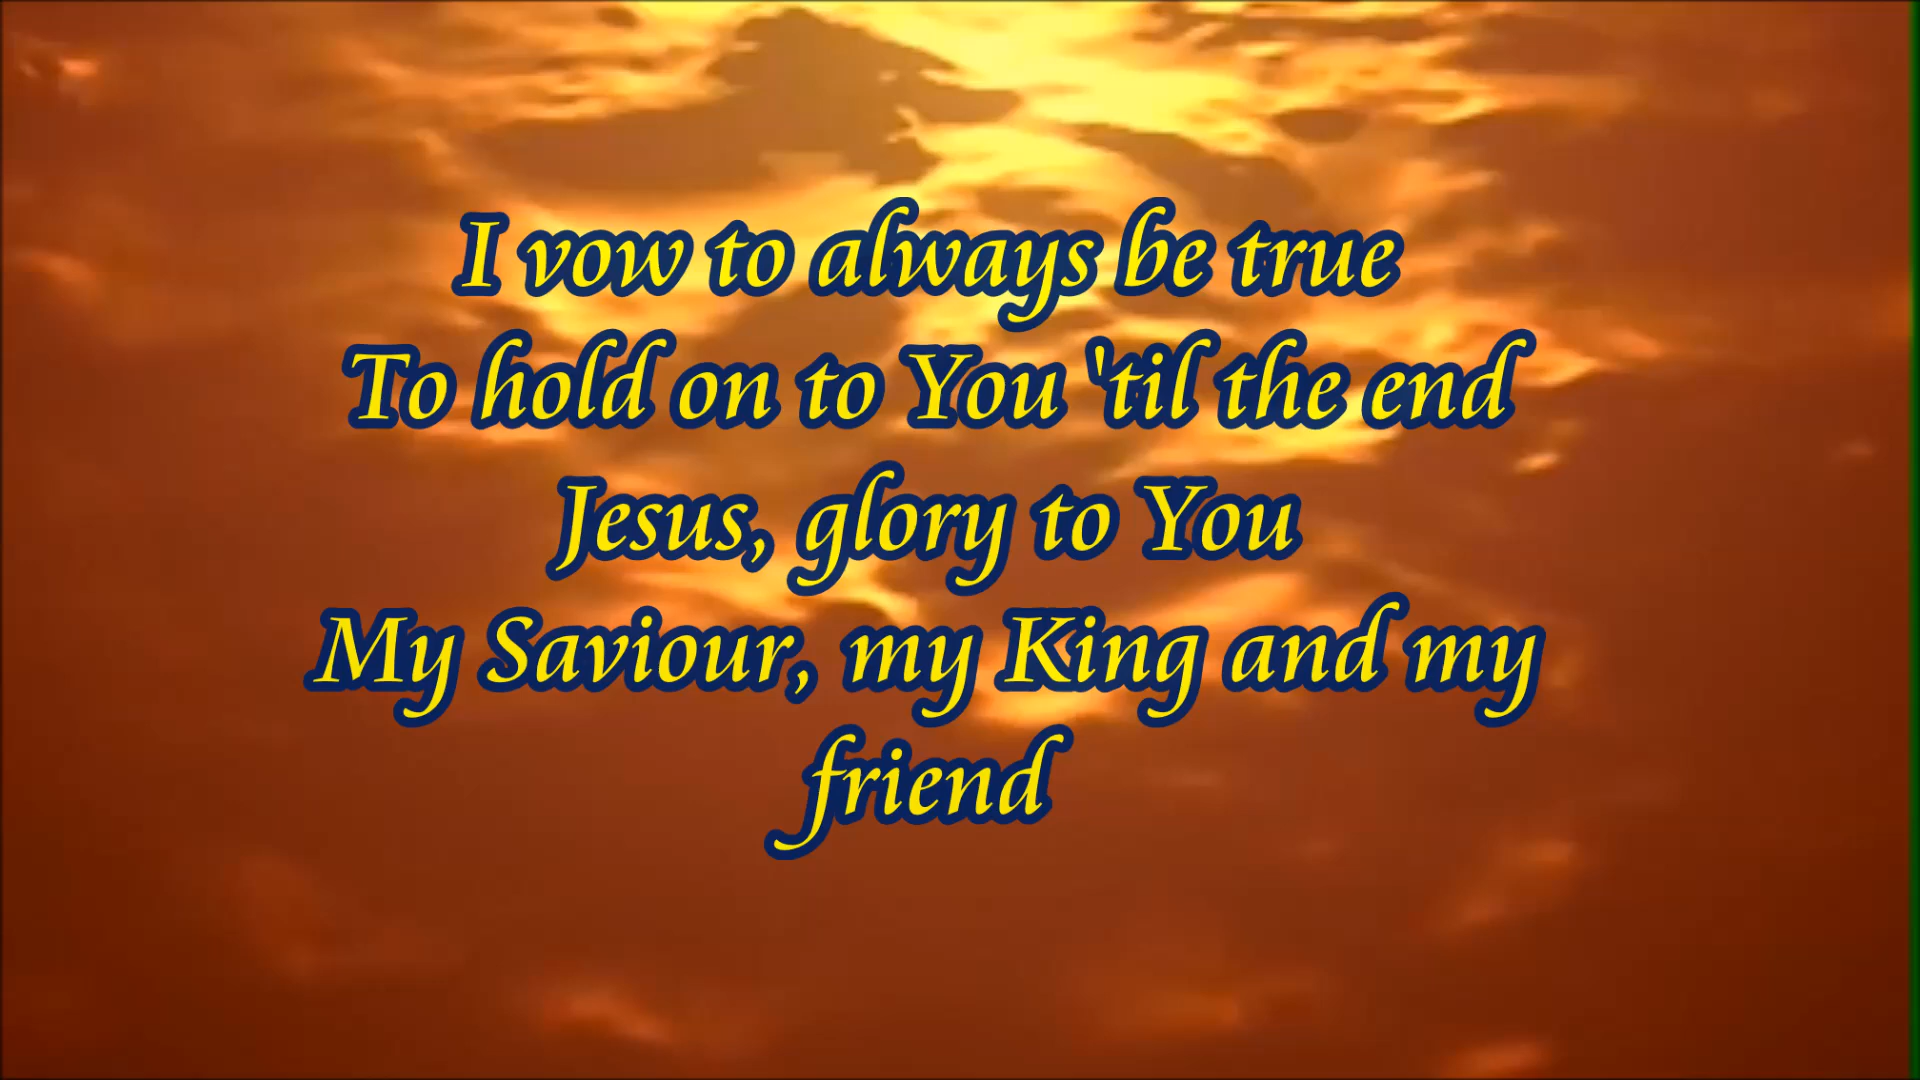 I vow to always be true
To hold on to You 'til the end
Jesus, glory to You
My Saviour, my King and my
friend